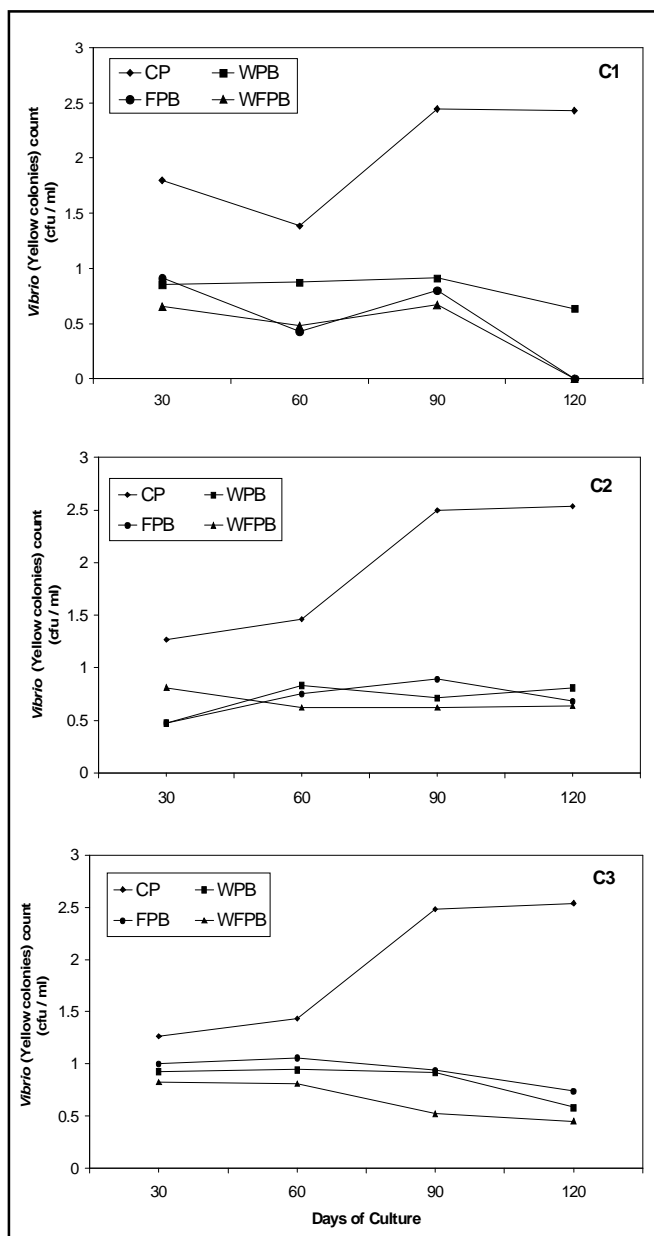 C1
CP WPB
FPB WFPB
Vibrio (Yellow colonies) count
(cfu / ml)
3
2.5
2
1.5
1
0.5
0
30 60 90 120
C2
CP WPB
FPB WFPB
Vibrio (Yellow colonies) count
(cfu / ml)
3
2.5
2
1.5
1
0.5
0
30 60 90 120
C3
CP WPB
FPB WFPB
Vibrio (Yellow colonies) count
(cfu / ml)
3
2.5
2
1.5
1
0.5
0
30 60 90 120
Days of Culture